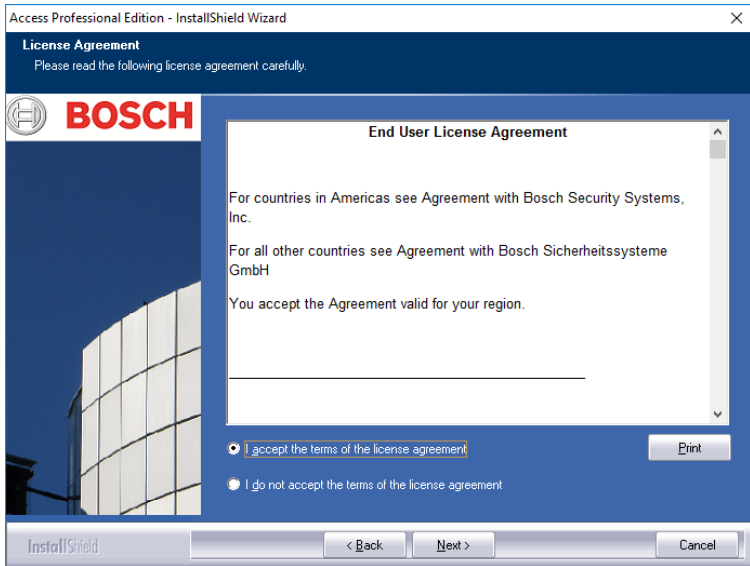 Access Professional Edition - InstallShield Wizard
License Agreement
Please read the following license agreement carefully.
BOSCH
End User License Agreement
For countries in Americas see Agreement with Bosch Security Systems,
Inc.
For all other countries see Agreement with Bosch Sicherheitssysteme
GmbH
You accept the Agreement valid for your region.
I accept the terms of the license agreement
Print
I do not accept the terms of the license agreement
InstallShield
< Back
Next >
Cancel